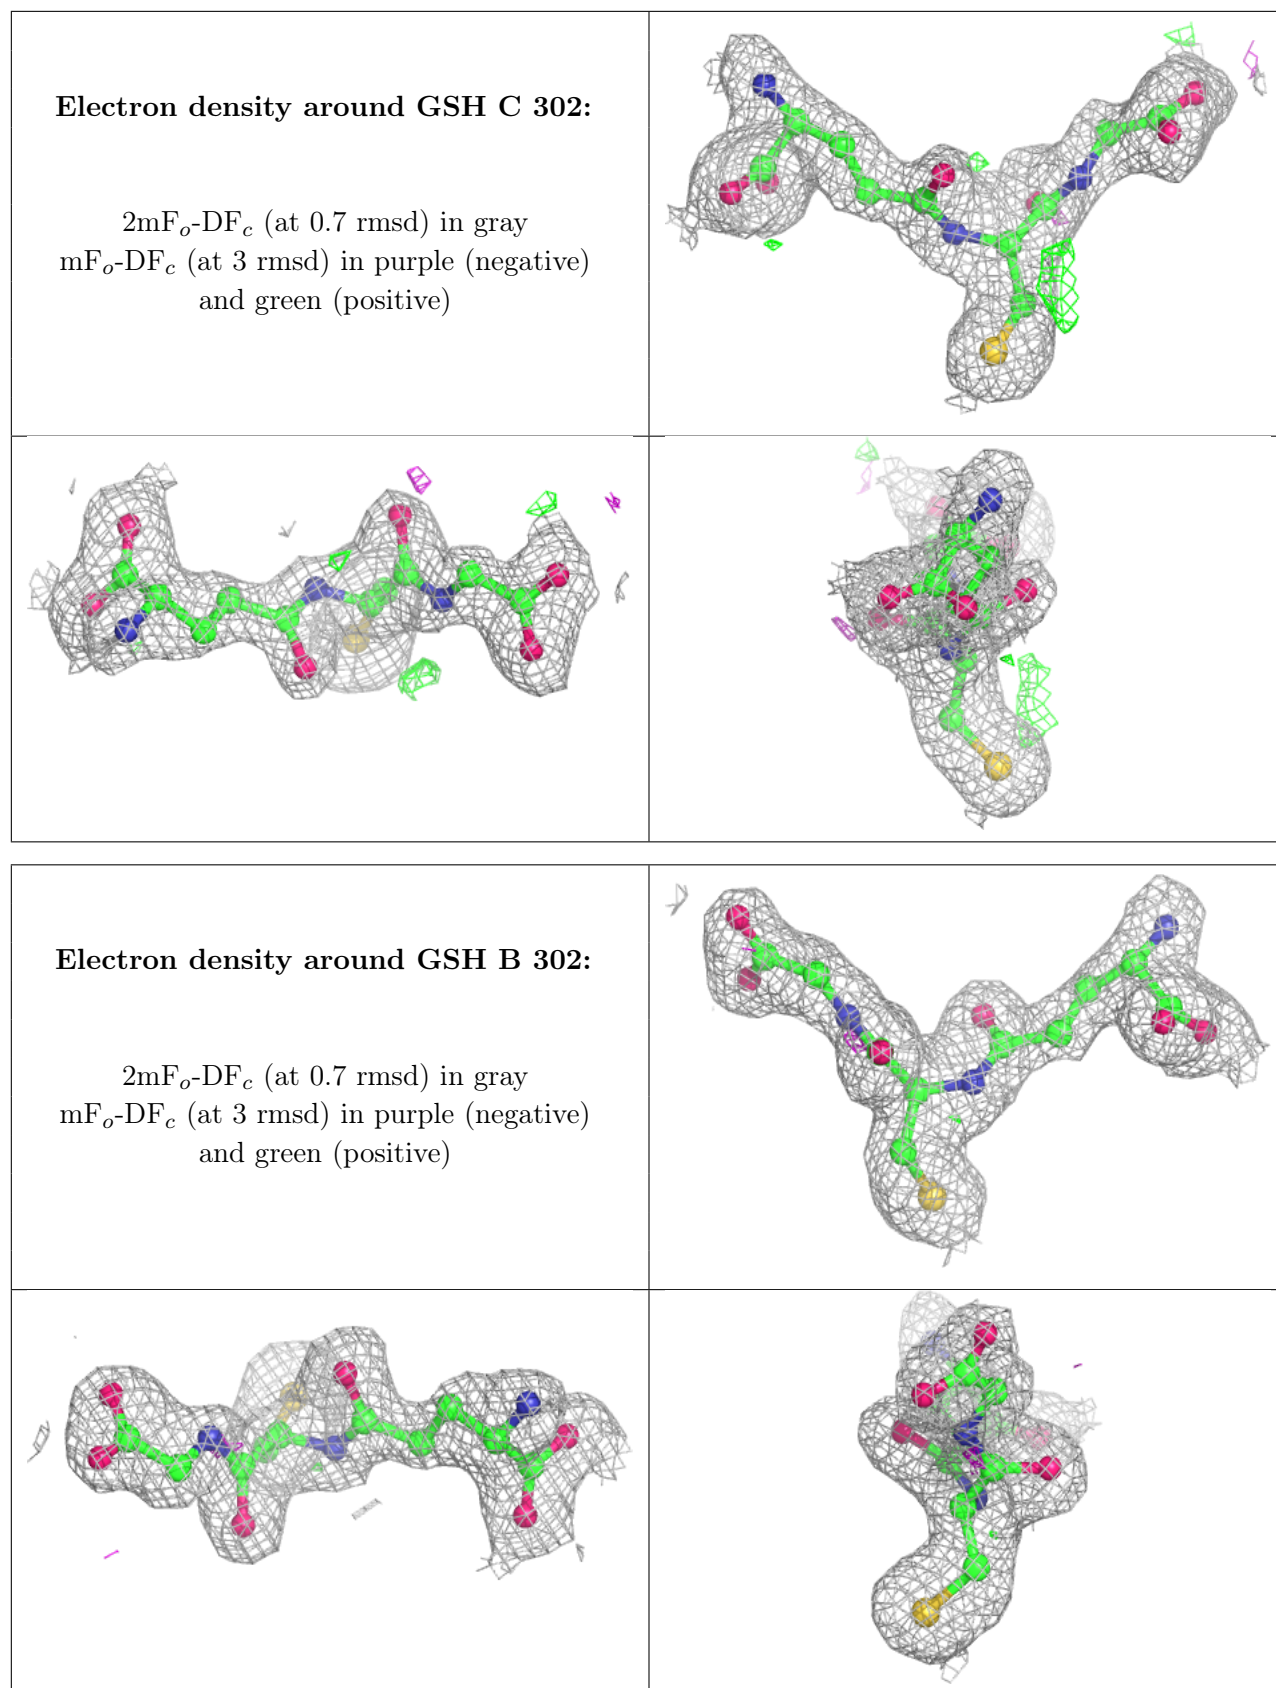 Electron density around GSH C 302:
2mFo-DFc (at 0.7 rmsd) in gray
mFo-DFc (at 3 rmsd) in purple (negative)
and green (positive)
Electron density around GSH B 302:
2mFo-DFc (at 0.7 rmsd) in gray
mFo-DFc (at 3 rmsd) in purple (negative)
and green (positive)